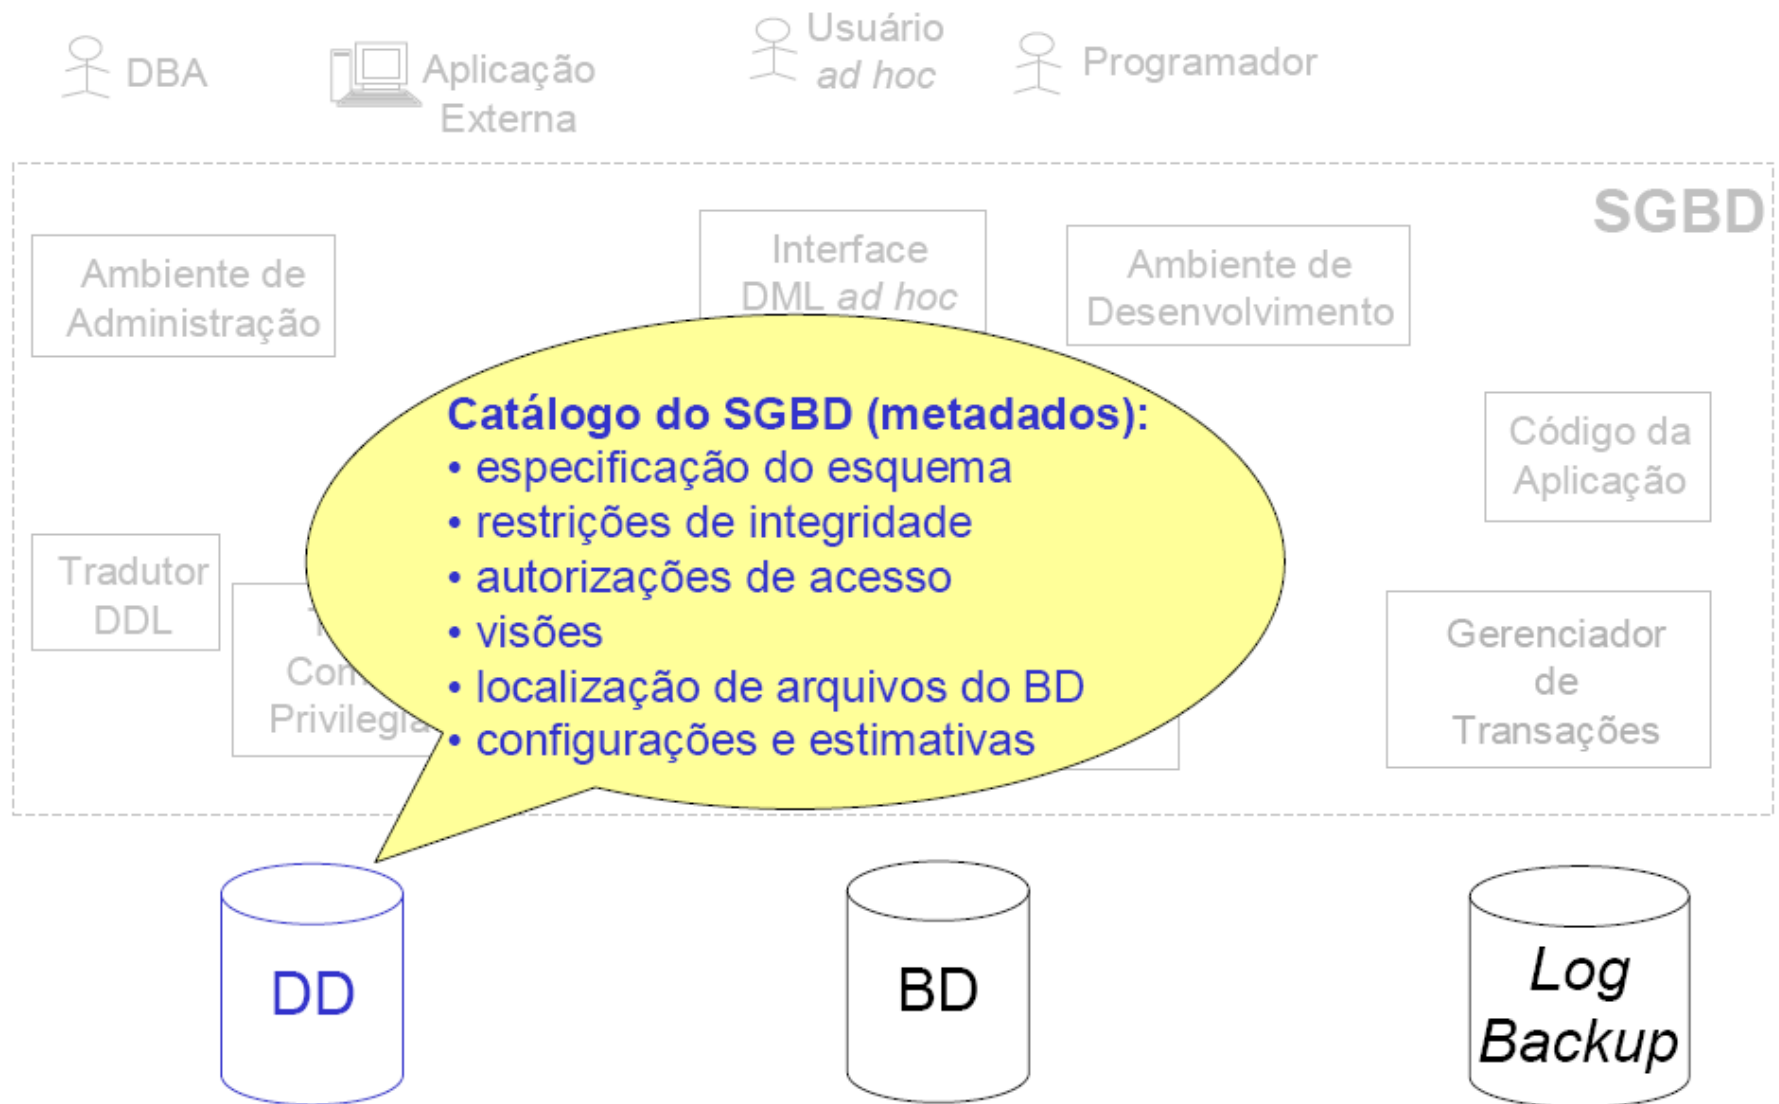 DBA
Aplicação
Externa
Usuário
ad hoc
Programador
SGBD
Ambiente de
Administração
Interface
DML ad hoc
Ambiente de
Desenvolvimento
Catálogo do SGBD (metadados):
• especificação do esquema
• restrições de integridade
• autorizações de acesso
• visões
• localização de arquivos do BD
• configurações e estimativas
Código da
Aplicação
Tradutor
DDL
Gerenciador
de
Transações
DD
BD
Log
Backup